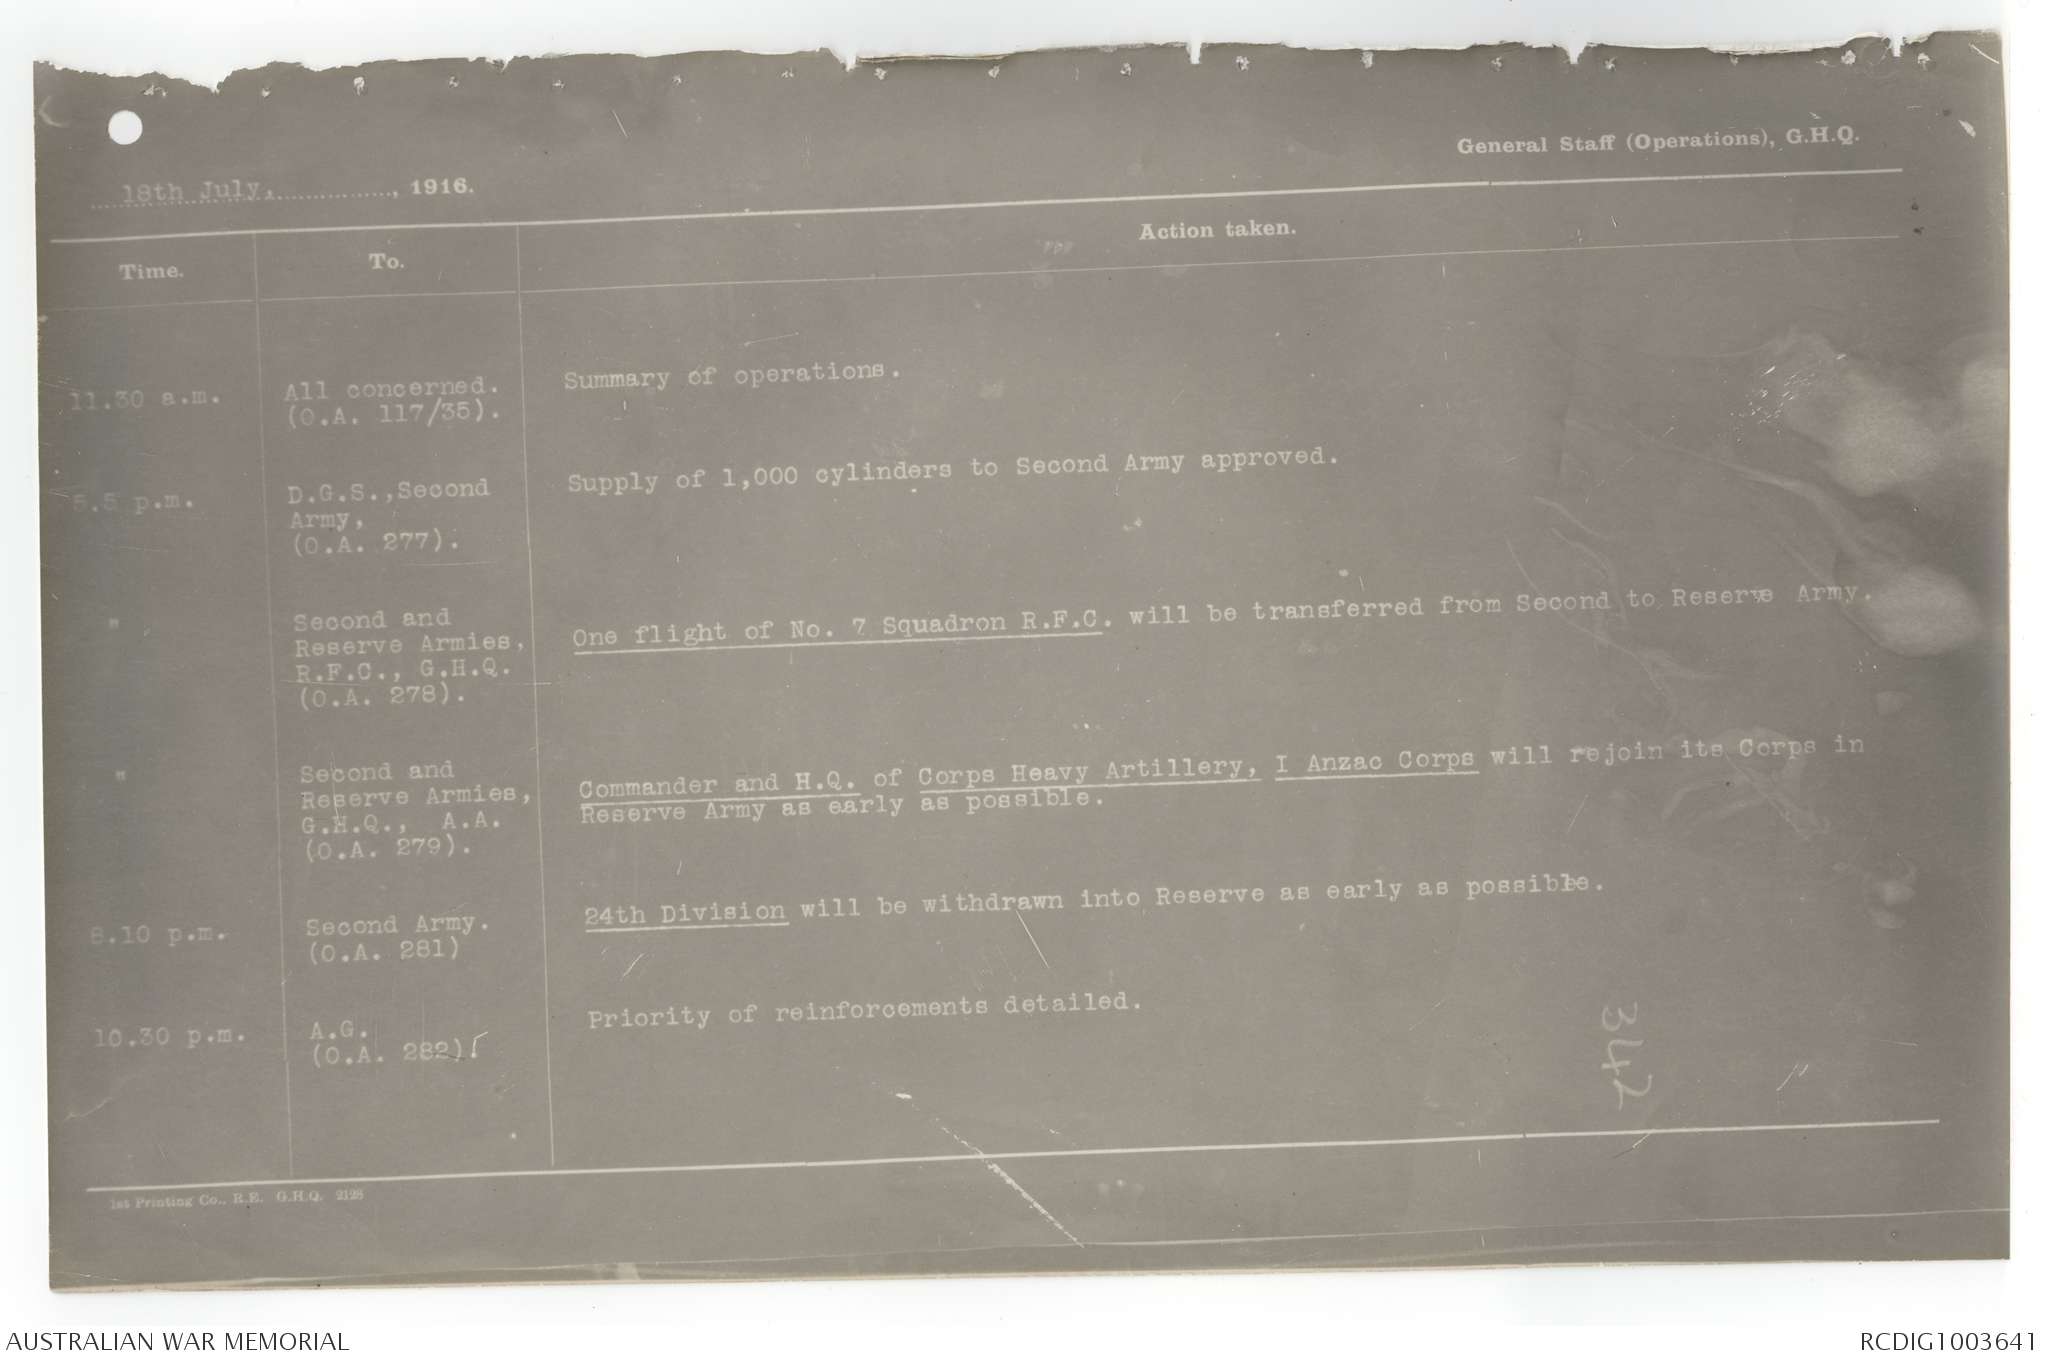 General Staff (Operations), G.H.Q.
18th July, 1916.
Time. To. Action taken.
11.30 a.m. All concerned. Summary of operations.
(O.A. 117/35).
5.5 p.m. D.G.S.,Second Supply of 1,000 cylinders to Second Army approved.
Army,
(O.A. 277).
" Second and One flight of No. 7 Squadron R.F.C. will be transferred from Second to Reserve Army.
Reserve Armies,
R.F.C., G.H.Q.
(O.A. 278).
" Second and Commander and H.Q. of Corps Heavy Artillery, I Anzac Corps will rejoin its Corps in
Reserve Armies, Reserve Army as early as possible.
G.H.Q., A.A.
(O.A. 279).
8.10 p.m. Second Army. 24th Division will be withdrawn into Reserve as early as possible.
(O.A. 281)
10.30 p.m. A.G. Priority of reinforcements detailed.
(O.A. 282).
342
1st Printing Co., R.E. G.H.Q. 2128
AUSTRALIAN WAR MEMORIAL RCDIG1003641